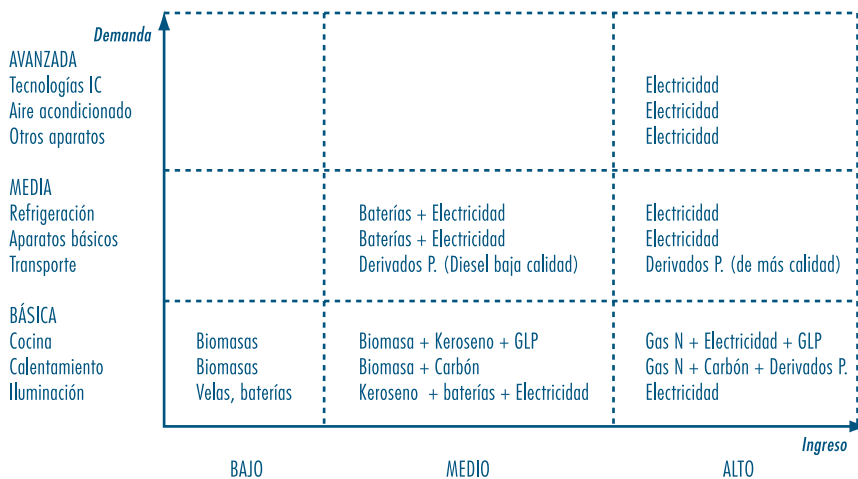 Demanda
AVANZADA
Tecnologías IC Electricidad
Aire acondicionado Electricidad
Otros aparatos Electricidad
MEDIA
Refrigeración Baterías + Electricidad Electricidad
Aparatos básicos Baterías + Electricidad Electricidad
Transporte Derivados P. (Diesel baja calidad) Derivados P. (de más calidad)
BÁSICA
Cocina Biomasas Biomasa + Keroseno + GLP Gas N + Electricidad + GLP
Calentamiento Biomasas Biomasa + Carbón Gas N + Carbón + Derivados P.
Iluminación Velas, baterías Keroseno + baterías + Electricidad Electricidad
Ingreso
BAJO MEDIO ALTO